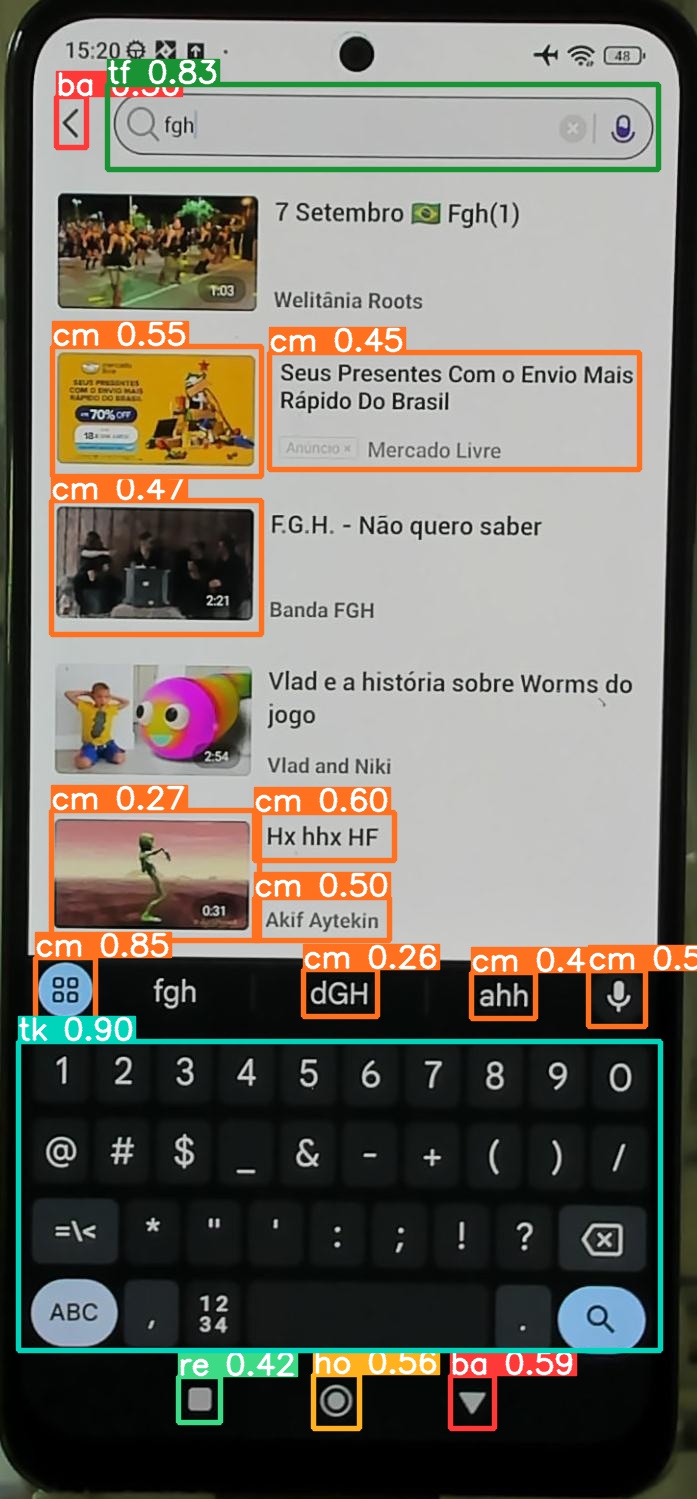 15:20
48
ba
tf 0.83
fgh
7 Setembro 🇧🇷 Fgh(1)
1:03
Welitânia Roots
cm 0.55
cm 0.45
mercado
livre
SEUS PRESENTES
COM O ENVIO MAIS
RÁPIDO DO BRASIL
70% OFF
18x
Seus Presentes Com o Envio Mais
Rápido Do Brasil
Anúncio × Mercado Livre
cm 0.47
F.G.H. - Não quero saber
2:21
Banda FGH
Vlad e a história sobre Worms do
jogo
2:54
Vlad and Niki
cm 0.27
cm 0.60
Hx hhx HF
cm 0.50
0:31
Akif Aytekin
cm 0.85
cm 0.26
cm 0.4
cm 0.5
fgh dGH ahh
tk 0.90
1 2 3 4 5 6 7 8 9 0
@ # $ _ & - + ( ) /
=\< * " ' : ; ! ?
ABC , 12 .
34
re 0.42
ho 0.56
ba 0.59